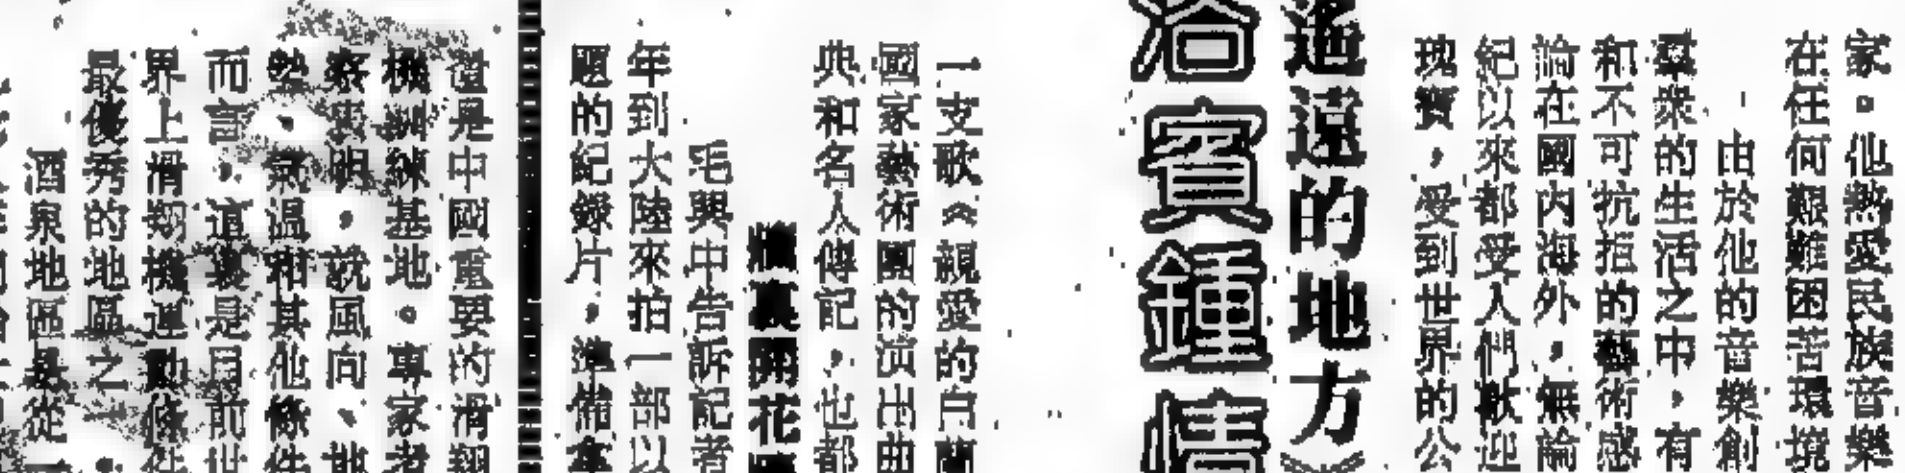 家。他熱愛民族音樂
在任何艱難困苦環境
由於他的音樂創
羣衆的生活之中，有
和不可抗拒的藝術感
論在國內海外，無論
紀以來都受人們歡迎
瑰寶，受到世界的公
遙遠的地方》
洛賓鍾情
一支歌《親愛的白蘭
國家藝術團的演出曲
典和名人傳記，也都
牆裏開花
毛興中告訴記者
年到大陸來拍一部以
題的紀錄片，準備拿
還是中國重要的滑翔
機訓練基地。專家考
察表明，就風向、地
勢、氣溫和其他條件
而言，這裏是目前世
界上滑翔機運動條件
最優秀的地區之
酒泉地區是從